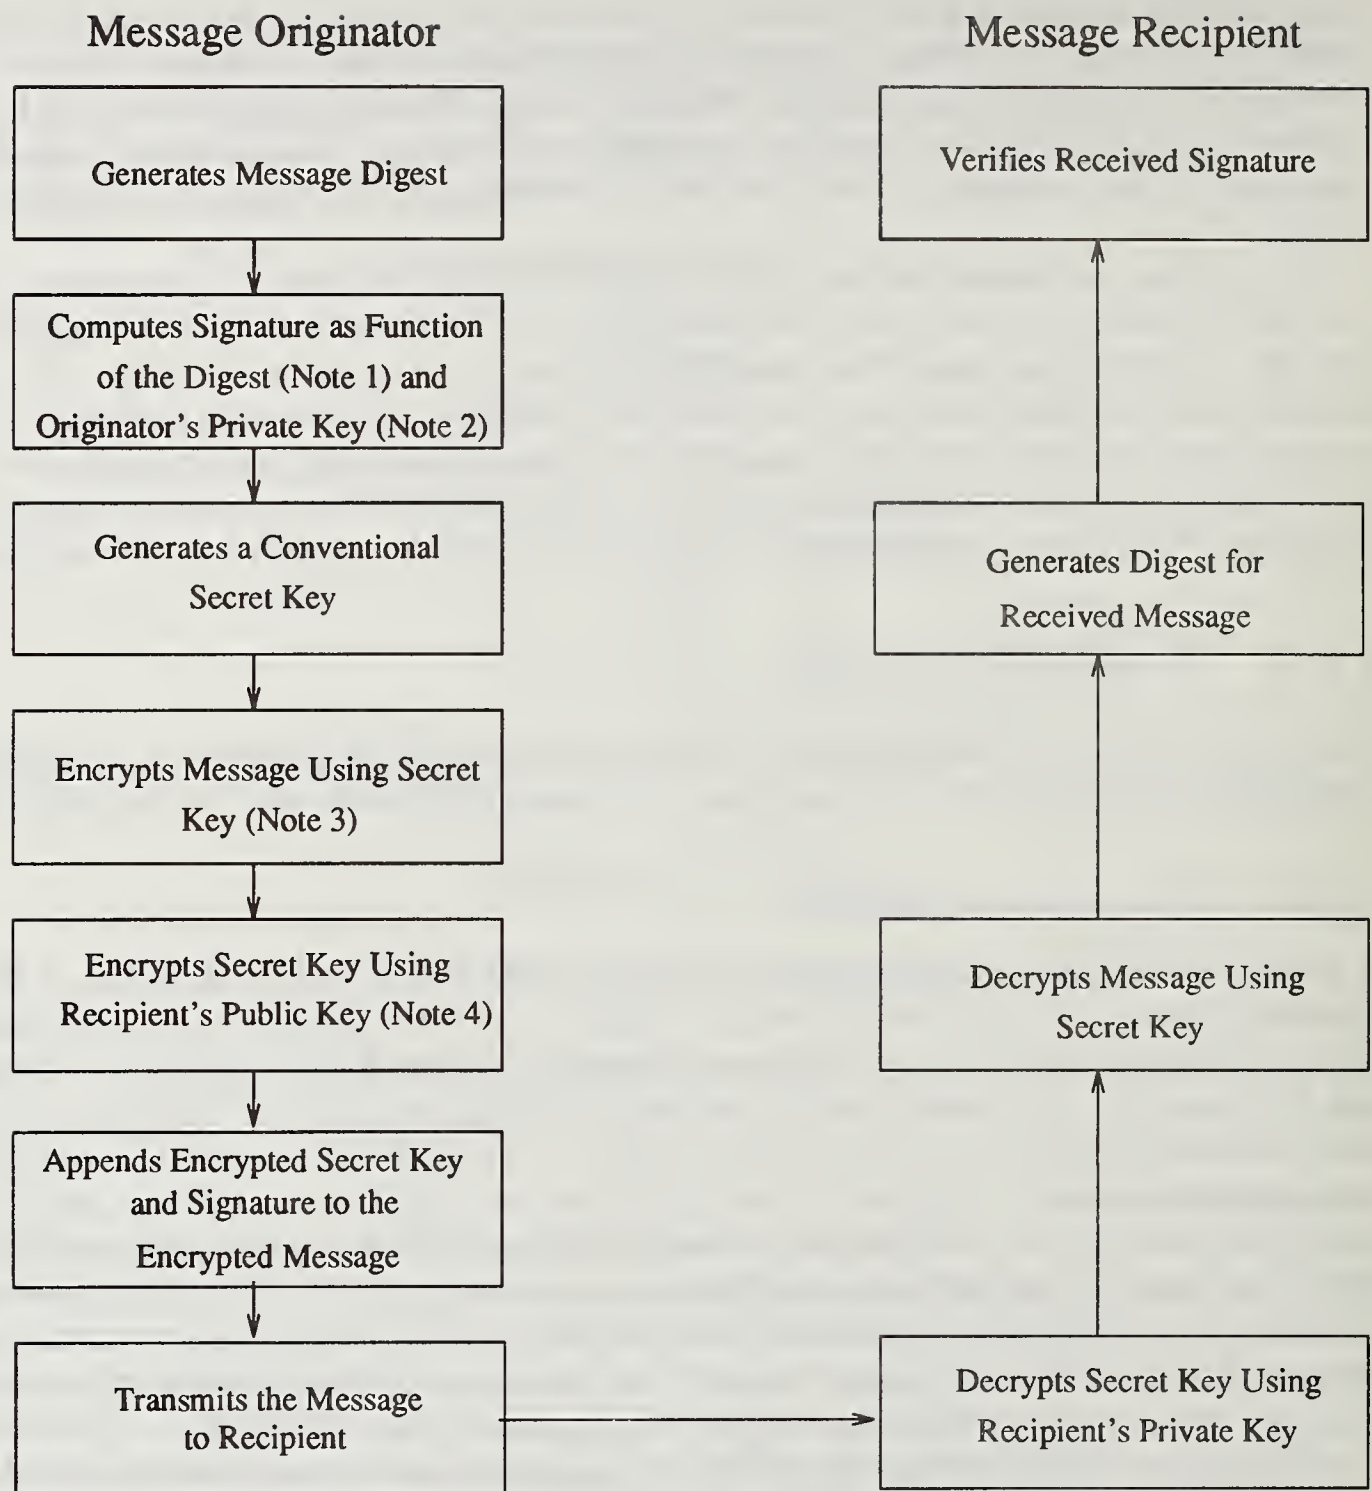 Message Originator
Generates Message Digest
Computes Signature as Function
of the Digest (Note 1) and
Originator's Private Key (Note 2)
Generates a Conventional
Secret Key
Encrypts Message Using Secret
Key (Note 3)
Encrypts Secret Key Using
Recipient's Public Key (Note 4)
Appends Encrypted Secret Key
and Signature to the
Encrypted Message
Transmits the Message
to Recipient
Message Recipient
Verifies Received Signature
Generates Digest for
Received Message
Decrypts Message Using
Secret Key
Decrypts Secret Key Using
Recipient's Private Key